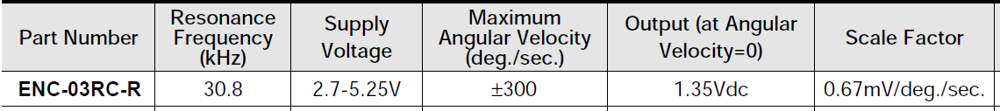 Part Number
Resonance
Frequency
(kHz)
Supply
Voltage
Maximum
Angular Velocity
(deg./sec.)
Output (at Angular
Velocity=0)
Scale Factor
ENC-03RC-R
30.8
2.7-5.25V
±300
1.35Vdc
0.67mV/deg./sec.